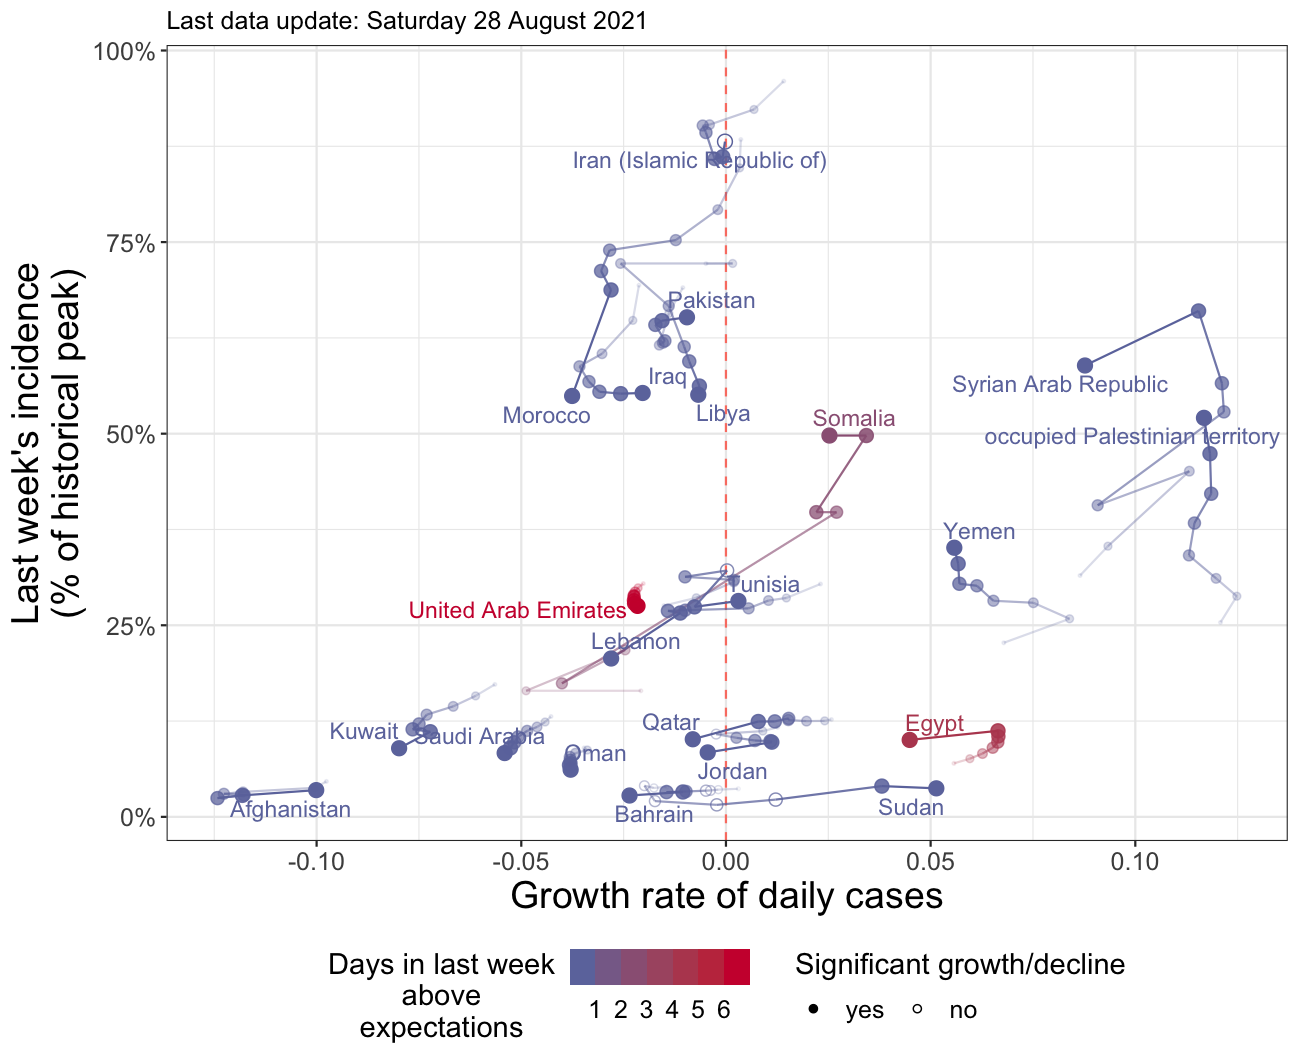 Last data update: Saturday 28 August 2021
100%
75%
50%
25%
0%
Last week's incidence
(% of historical peak)
Iran (Islamic Republic of)
Pakistan
Iraq
Morocco
Libya
Syrian Arab Republic
Somalia
occupied Palestinian territory
Yemen
Tunisia
United Arab Emirates
Lebanon
Kuwait
Saudi Arabia
Oman
Qatar
Egypt
Jordan
Afghanistan
Bahrain
Sudan
-0.10
-0.05
0.00
0.05
0.10
Growth rate of daily cases
Days in last week
above
expectations
1 2 3 4 5 6
Significant growth/decline
yes
no